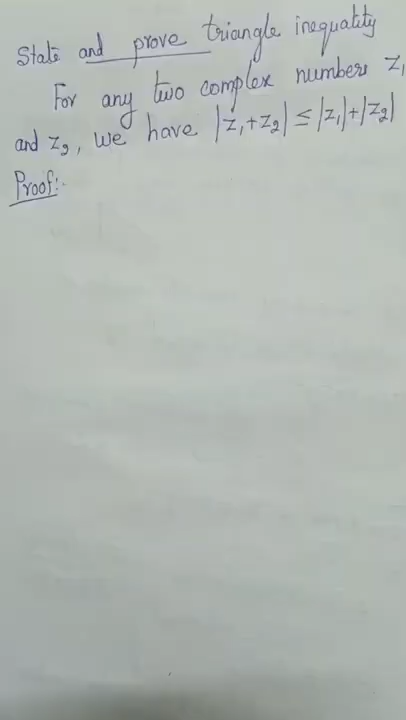 State and prove triangle inequality
For any two complex numbers z₁
and z₂, we have |z₁+z₂| ≤ |z₁|+|z₂|
Proof:-